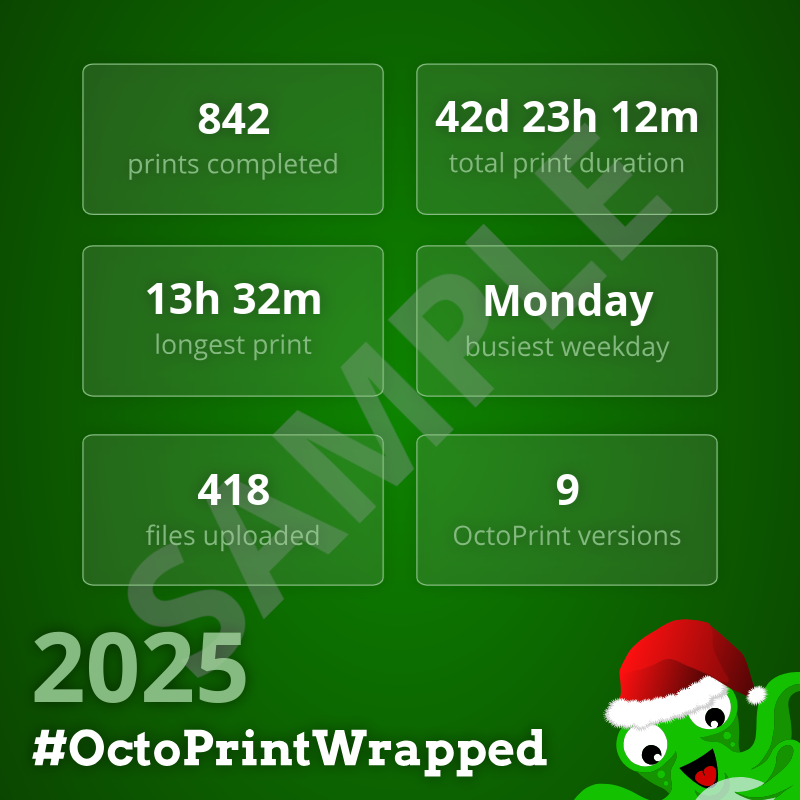 842
prints completed
42d 23h 12m
total print duration
13h 32m
longest print
Monday
busiest weekday
418
files uploaded
9
OctoPrint versions
SAMPLE
2025
#OctoPrintWrapped